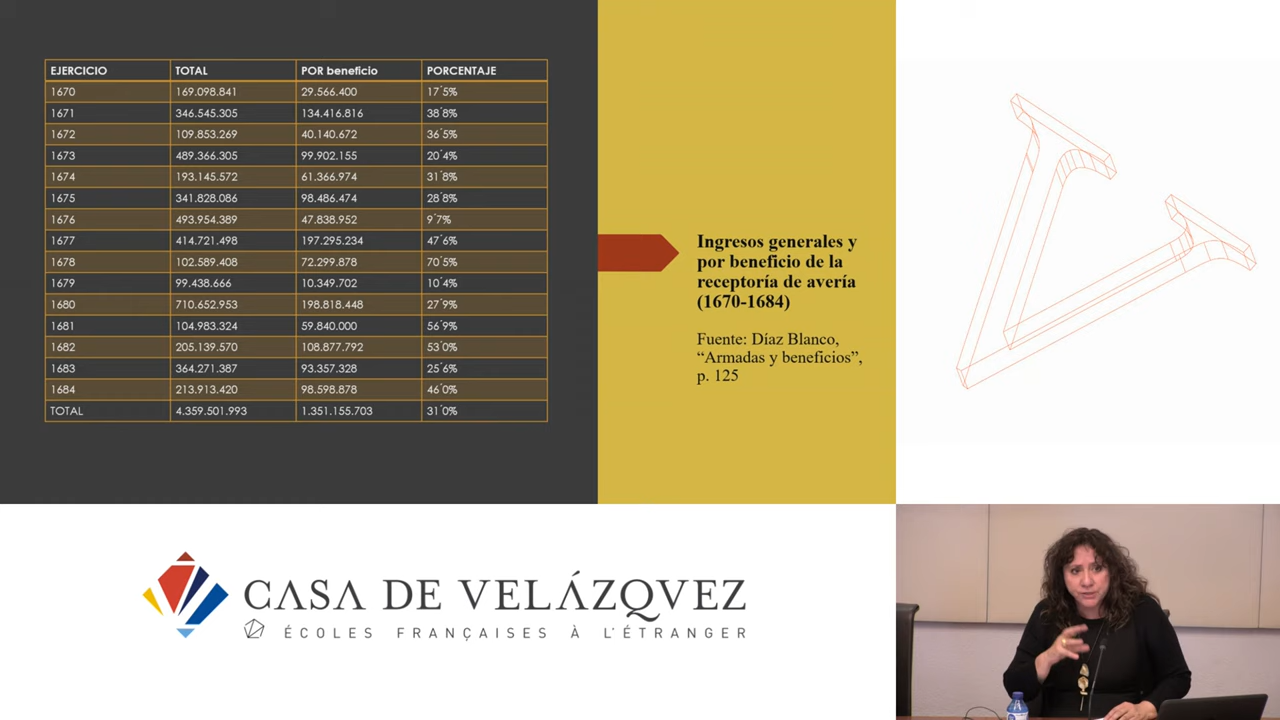 EJERCICIO TOTAL POR beneficio PORCENTAJE
1670 169.098.841 29.566.400 17´5%
1671 346.545.305 134.416.816 38´8%
1672 109.853.269 40.140.672 36´5%
1673 489.366.305 99.902.155 20´4%
1674 193.145.572 61.366.974 31´8%
1675 341.828.086 98.486.474 28´8%
1676 493.954.389 47.838.952 9´7%
1677 414.721.498 197.295.234 47´6%
1678 102.589.408 72.299.878 70´5%
1679 99.438.666 10.349.702 10´4%
1680 710.652.953 198.818.448 27´9%
1681 104.983.324 59.840.000 56´9%
1682 205.139.570 108.877.792 53´0%
1683 364.271.387 93.357.328 25´6%
1684 213.913.420 98.598.878 46´0%
TOTAL 4.359.501.993 1.351.155.703 31´0%
Ingresos generales y
por beneficio de la
receptoría de avería
(1670-1684)
Fuente: Díaz Blanco,
“Armadas y beneficios”,
p. 125
CASA DE VELÁZQVEZ
ÉCOLES FRANÇAISES À L'ÉTRANGER